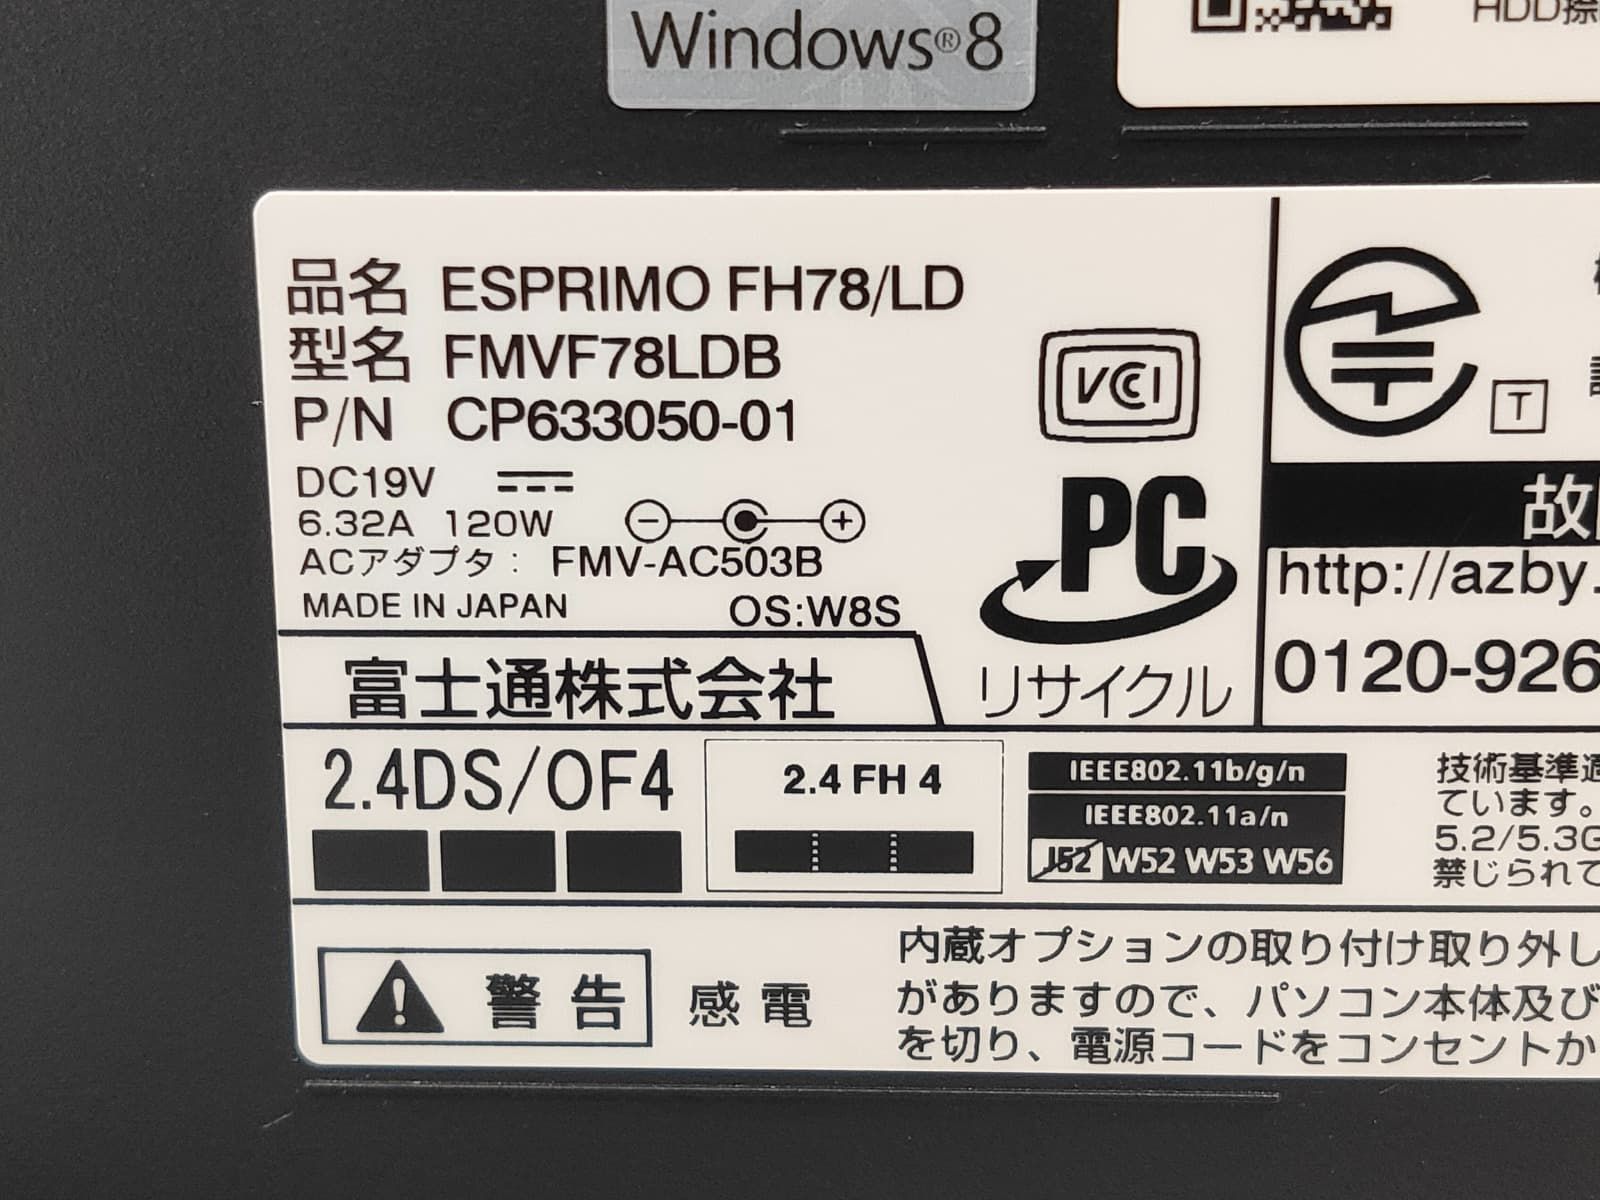 Windows®8
HDD
品名 ESPRIMO FH78/LD
型名 FMVF78LDB
P/N CP633050-01
DC19V
6.32A 120W
ACアダプタ： FMV-AC503B
MADE IN JAPAN OS:W8S
富士通株式会社
VCCI
PC
リサイクル
T
故
http://azby.
0120-926
2.4DS/OF4
2.4 FH 4
IEEE802.11b/g/n
IEEE802.11a/n
J52 W52 W53 W56
技術基準適
ています。
5.2/5.3G
禁じられて
警告 感電
内蔵オプションの取り付け取り外し
がありますので、パソコン本体及び
を切り、電源コードをコンセントか